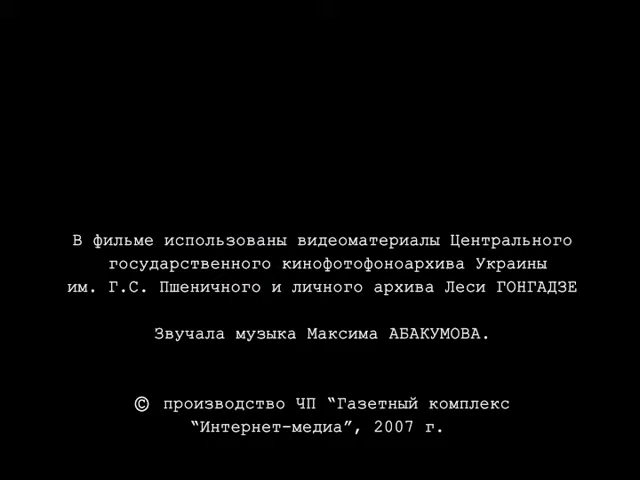 В фильме использованы видеоматериалы Центрального
государственного кинофотофоноархива Украины
им. Г.С. Пшеничного и личного архива Леси ГОНГАДЗЕ
Звучала музыка Максима АБАКУМОВА.
© производство ЧП “Газетный комплекс
“Интернет-медиа”, 2007 г.